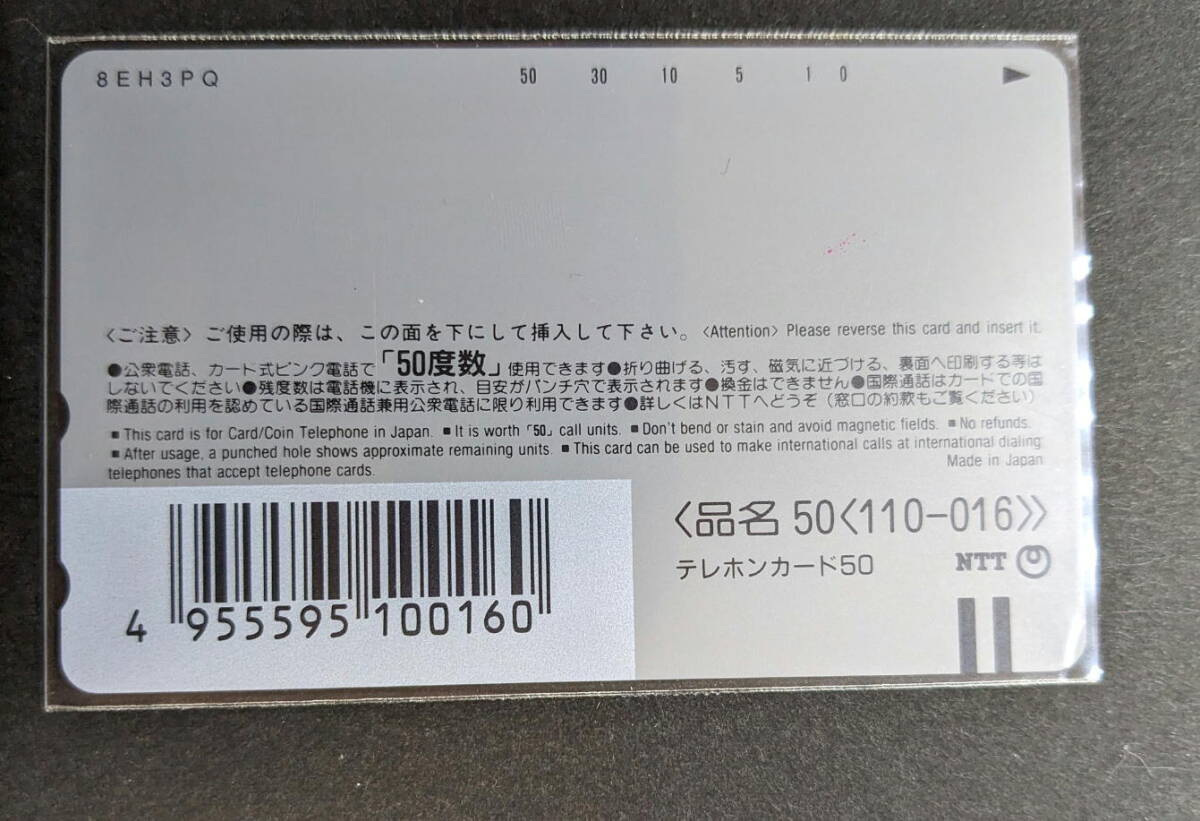 8EH3PQ 50 30 10 5 1 0
〈ご注意〉ご使用の際は、この面を下にして挿入して下さい。〈Attention〉Please reverse this card and insert it.
●公衆電話、カード式ピンク電話で「50度数」使用できます●折り曲げる、汚す、磁気に近づける、裏面へ印刷する等は
しないでください●残度数は電話機に表示され、目安がパンチ穴で表示されます●換金はできません●国際通話はカードでの国
際通話の利用を認めている国際通話兼用公衆電話に限り利用できます●詳しくはNTTへどうぞ（窓口の約款もご覧ください）
■ This card is for Card/Coin Telephone in Japan. ■ It is worth「50」call units. ■ Don't bend or stain and avoid magnetic fields. ■ No refunds.
■ After usage, a punched hole shows approximate remaining units. ■ This card can be used to make international calls at international dialing
telephones that accept telephone cards. Made in Japan
〈品名 50〈110-016〉〉
テレホンカード50 NTT
4 955595 100160